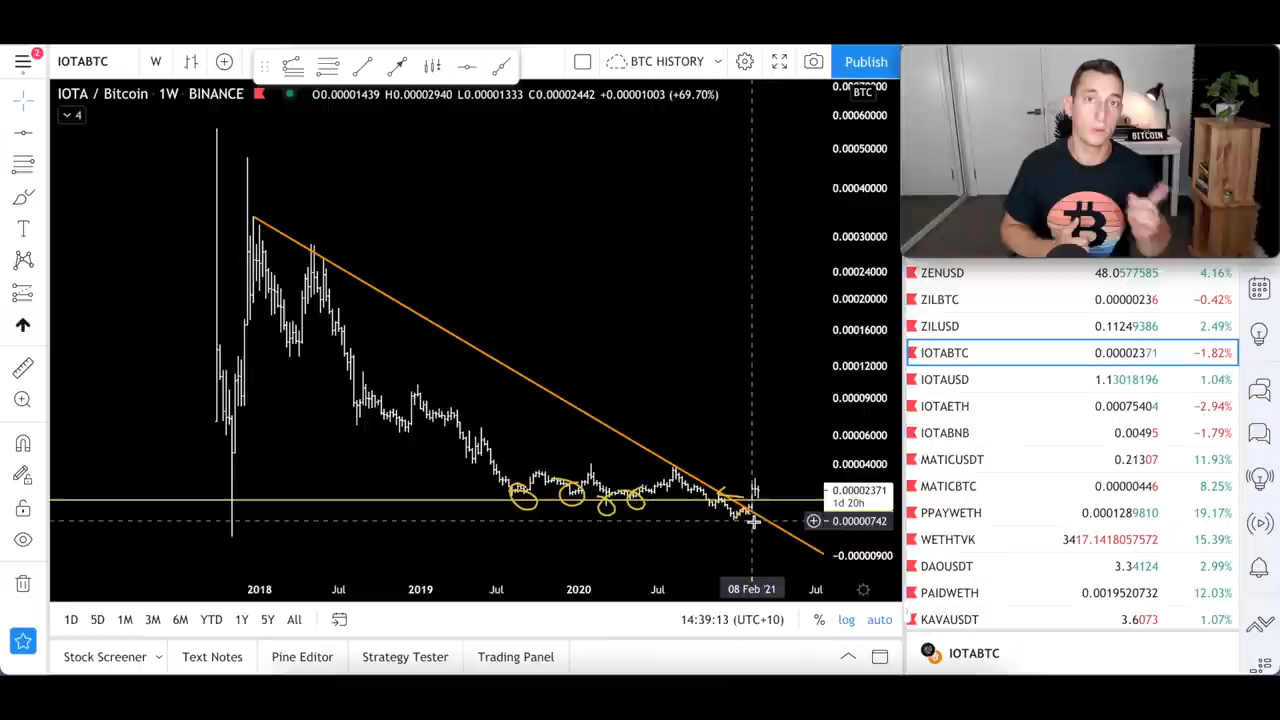 2
IOTABTC W BTC HISTORY Publish
IOTA / Bitcoin · 1W · BINANCE O0.00001439 H0.00002940 L0.00001333 C0.00002442 +0.00001003 (+69.70%)
BTC
4
0.00060000
0.00050000
0.00040000
0.00030000
0.00024000
0.00020000
0.00016000
0.00012000
0.00009000
0.00006000
0.00004000
0.00002371
1d 20h
0.00000742
−0.00000900
2018 Jul 2019 Jul 2020 Jul 08 Feb '21 Jul
1D 5D 1M 3M 6M YTD 1Y 5Y All 14:39:13 (UTC+10) % log auto
Stock Screener Text Notes Pine Editor Strategy Tester Trading Panel
BITCOIN
ZENUSD 48.0577585 4.16%
ZILBTC 0.00000236 −0.42%
ZILUSD 0.11249386 2.49%
IOTABTC 0.00002371 −1.82%
IOTAUSD 1.13018196 1.04%
IOTAETH 0.00075404 −2.94%
IOTABNB 0.00495 −1.79%
MATICUSDT 0.21307 11.93%
MATICBTC 0.00000446 8.25%
PPAYWETH 0.0001289810 19.17%
WETHTVK 3417.1418057572 15.39%
DAOUSDT 3.34124 2.99%
PAIDWETH 0.0019520732 12.03%
KAVAUSDT 3.6073 1.07%
IOTABTC